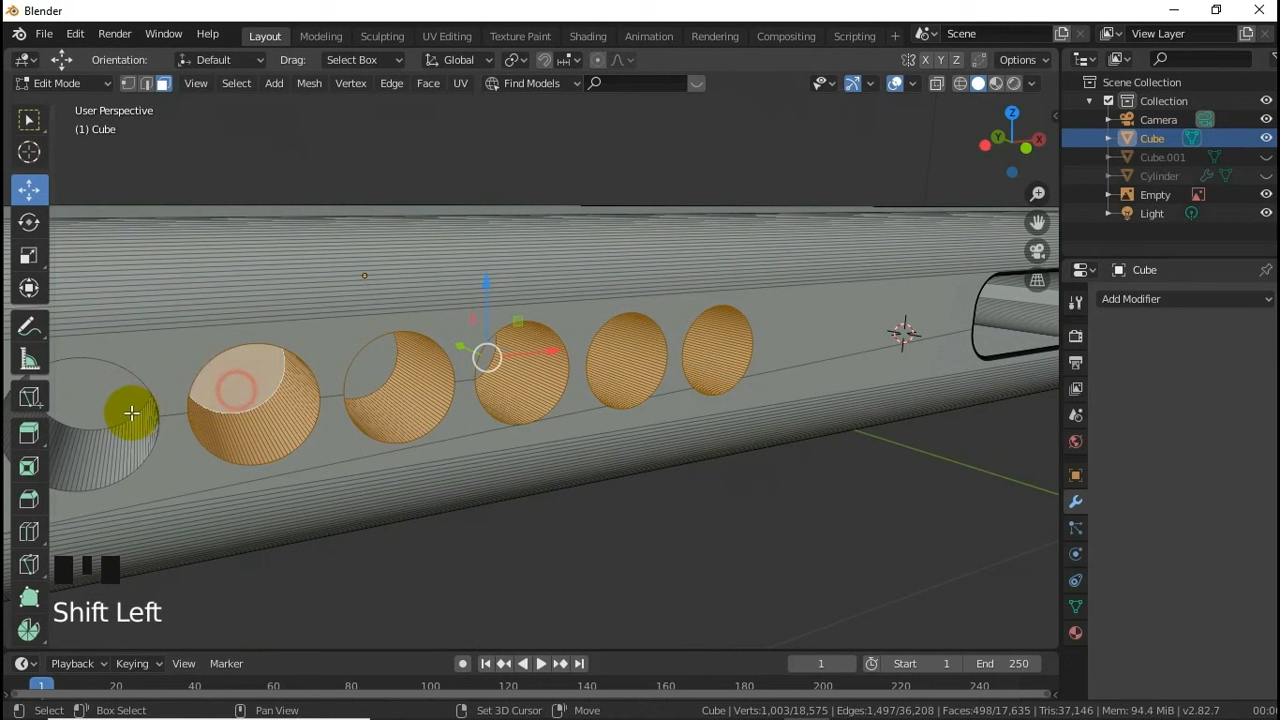 Blender
File Edit Render Window Help Layout Modeling Sculpting UV Editing Texture Paint Shading Animation Rendering Compositing Scripting + Scene View Layer
Orientation: Default Drag: Select Box Global X Y Z Options
Edit Mode View Select Add Mesh Vertex Edge Face UV Find Models
Scene Collection
Collection
Camera
Cube
Cube.001
Cylinder
Empty
Light
User Perspective
(1) Cube
Z
Y
X
Cube
Add Modifier
Shift Left
Playback Keying View Marker 1 Start 1 End 250
1 20 40 60 80 100 120 140 160 180 200 220 240
Select Box Select Pan View Set 3D Cursor Move Cube | Verts:1,003/18,575 | Edges:1,497/36,208 | Faces:498/17,635 | Tris:37,146 | Mem: 94.4 MiB | v2.82.7
00:0